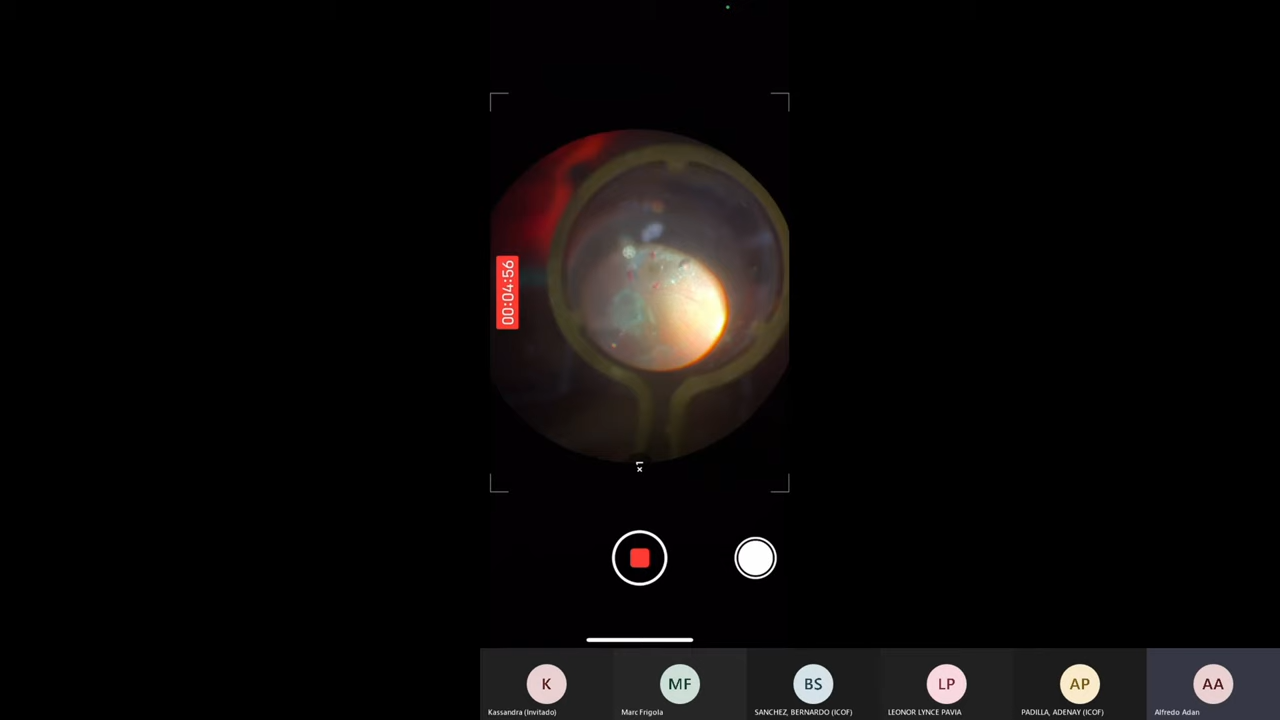 00:04:56
×1
K
Kassandra (Invitado)
MF
Marc Frigola
BS
SANCHEZ, BERNARDO (ICOF)
LP
LEONOR LYNCE PAVIA
AP
PADILLA, ADENAY (ICOF)
AA
Alfredo Adan